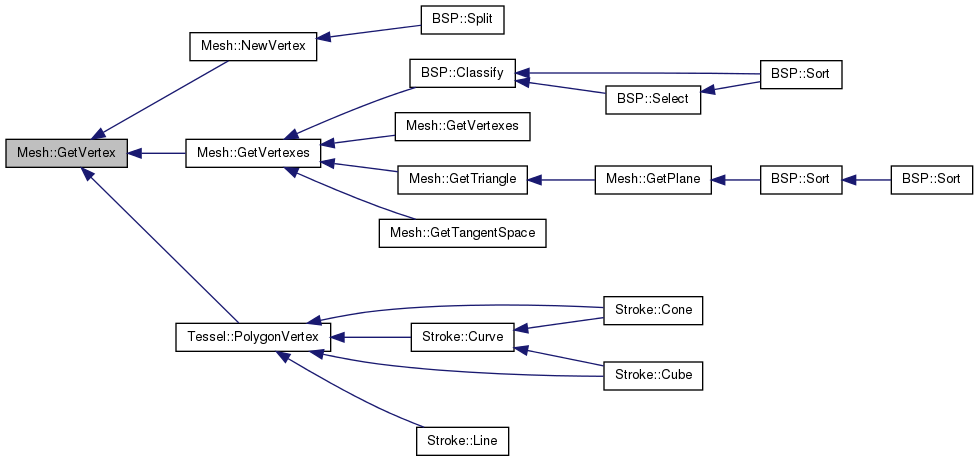 BSP::Split
Mesh::NewVertex
BSP::Classify
BSP::Sort
BSP::Select
Mesh::GetVertexes
Mesh::GetVertex
Mesh::GetVertexes
Mesh::GetTriangle
Mesh::GetPlane
BSP::Sort
BSP::Sort
Mesh::GetTangentSpace
Stroke::Cone
Tessel::PolygonVertex
Stroke::Curve
Stroke::Cube
Stroke::Line